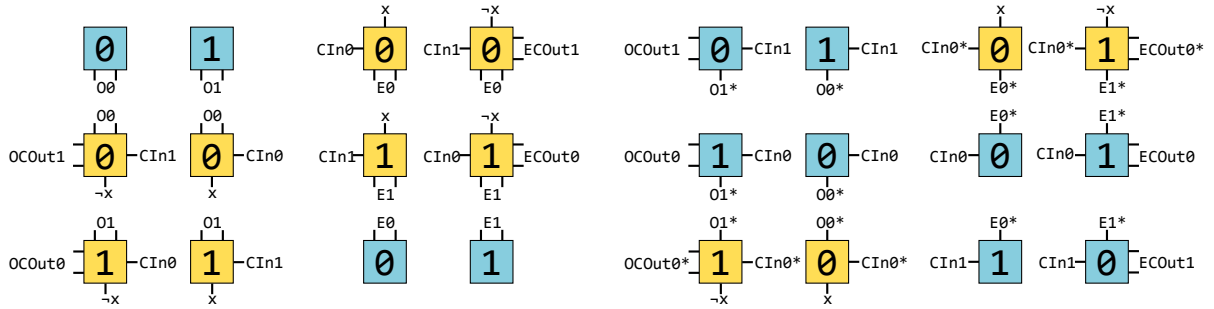 x ¬x x ¬x
0 1 CIn0 0 CIn1 0 ECOut1 OCOut1 0 CIn1 1 CIn1 CIn0* 0 CIn0* 1 ECOut0*
O0 O1 E0 E0 O1* O0* E0* E1*
O0 O0 x ¬x E0* E1*
OCOut1 0 CIn1 0 CIn0 CIn1 1 CIn0 1 ECOut0 OCOut0 1 CIn0 0 CIn0 CIn0 0 CIn0 1 ECOut0
¬x x E1 E1 O1* O0*
O1 O1 E0 E1 O1* O0* E0* E1*
OCOut0 1 CIn0 1 CIn1 0 1 OCOut0* 1 CIn0* 0 CIn0* CIn1 1 CIn1 0 ECOut1
¬x x ¬x x